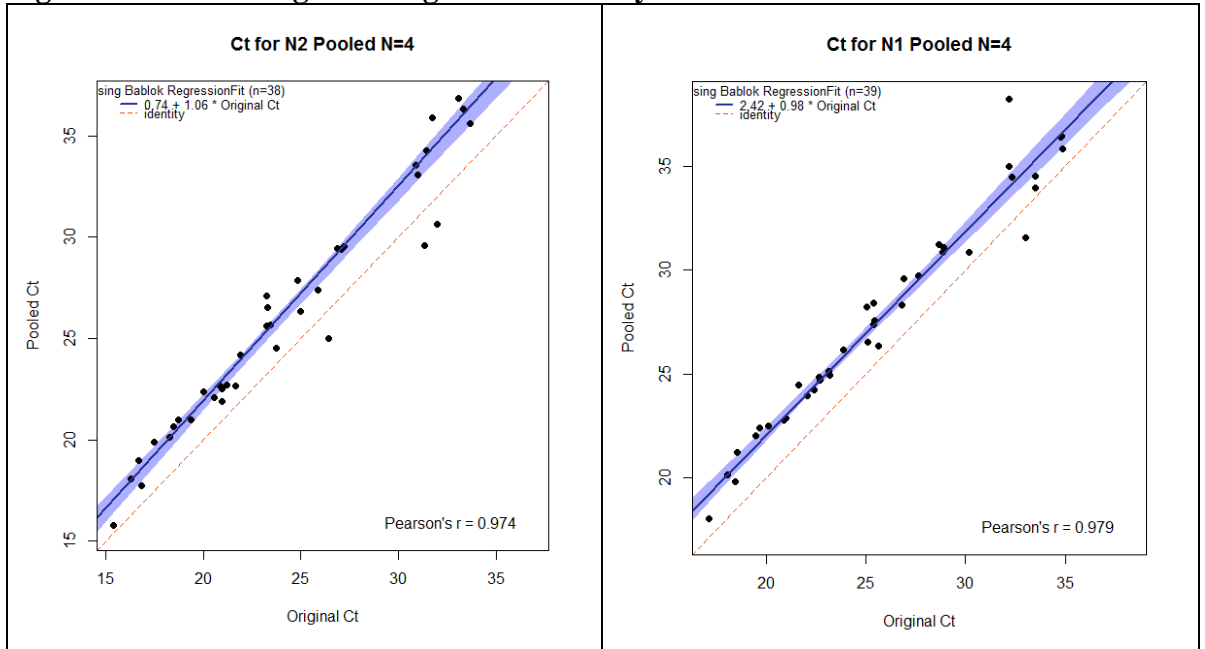 Ct for N2 Pooled N=4
sing Bablok RegressionFit (n=38)
0.74 + 1.06 * Original Ct
identity
Pooled Ct
35
30
25
20
15
Pearson's r = 0.974
15 20 25 30 35
Original Ct
Ct for N1 Pooled N=4
sing Bablok RegressionFit (n=39)
2.42 + 0.98 * Original Ct
identity
Pooled Ct
35
30
25
20
Pearson's r = 0.979
20 25 30 35
Original Ct